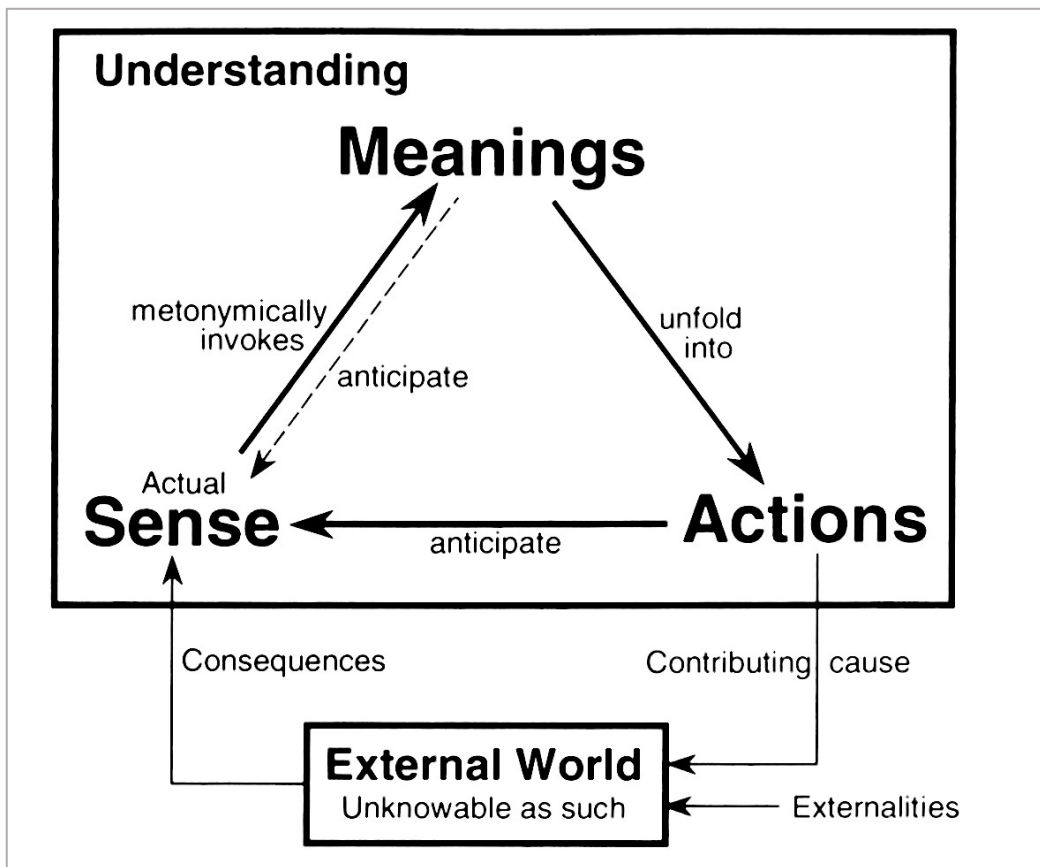 Understanding
Meanings
metonymically
invokes
anticipate
unfold
into
Actual
Sense
anticipate
Actions
Consequences
Contributing cause
External World
Unknowable as such
Externalities